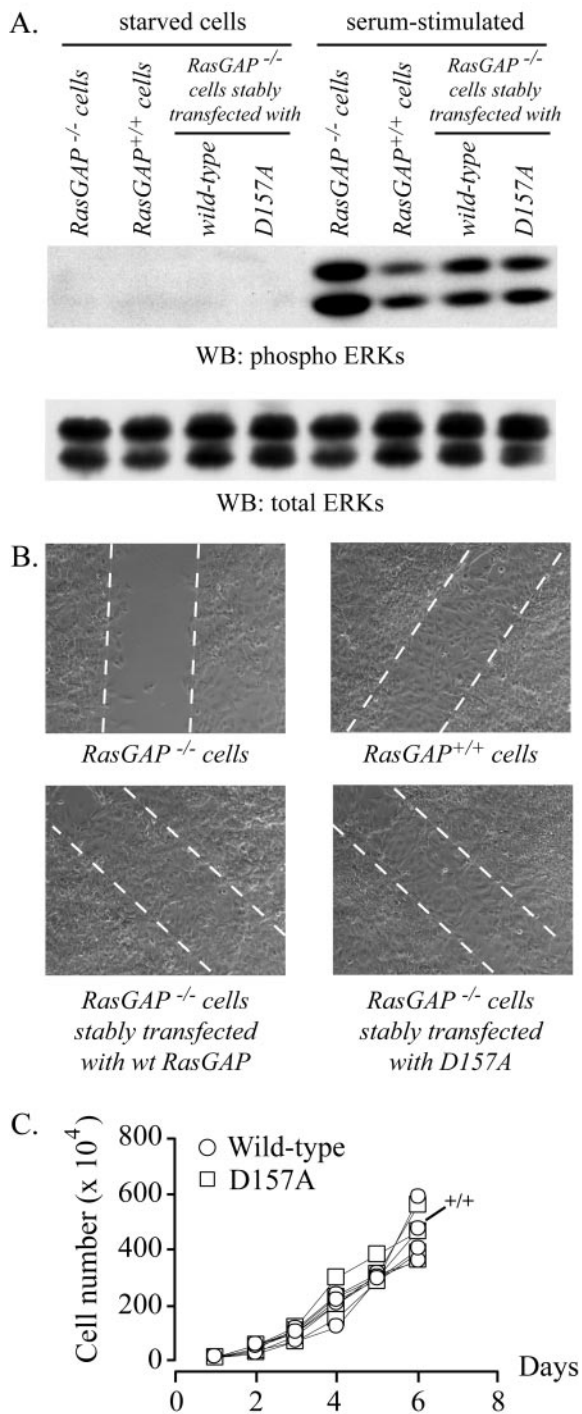 A.
starved cells
serum-stimulated
RasGAP -/- cells
RasGAP+/+ cells
RasGAP -/-
cells stably
transfected with
wild-type
D157A
RasGAP -/- cells
RasGAP+/+ cells
RasGAP -/-
cells stably
transfected with
wild-type
D157A
WB: phospho ERKs
WB: total ERKs
B.
RasGAP -/- cells
RasGAP+/+ cells
RasGAP -/- cells
stably transfected
with wt RasGAP
RasGAP -/- cells
stably transfected
with D157A
C.
Cell number (x 10^4)
800
600
400
200
0
Wild-type
D157A
+/+
0 2 4 6 8
Days